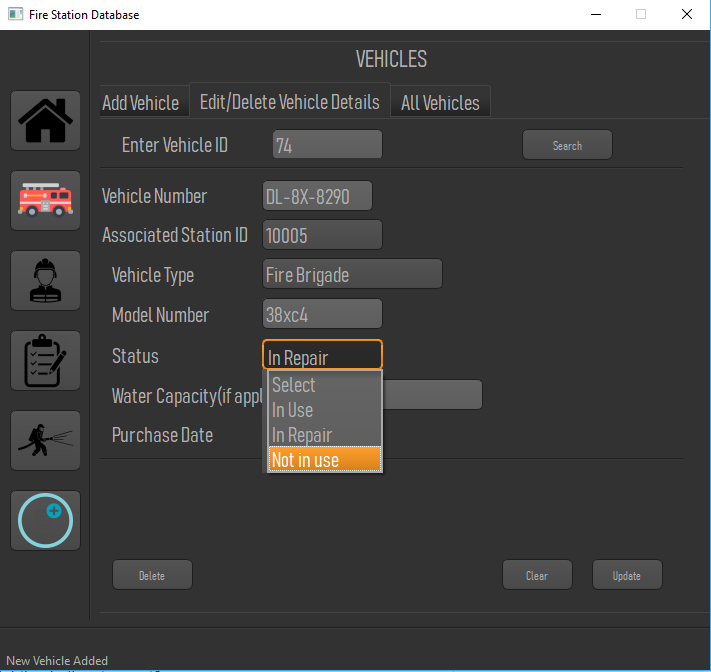 Fire Station Database
VEHICLES
Add Vehicle
Edit/Delete Vehicle Details
All Vehicles
Enter Vehicle ID
74
Search
Vehicle Number
DL-8X-8290
Associated Station ID
10005
Vehicle Type
Fire Brigade
Model Number
38xc4
Status
In Repair
Select
In Use
In Repair
Not in use
Water Capacity(if appl
Purchase Date
Delete
Clear
Update
New Vehicle Added